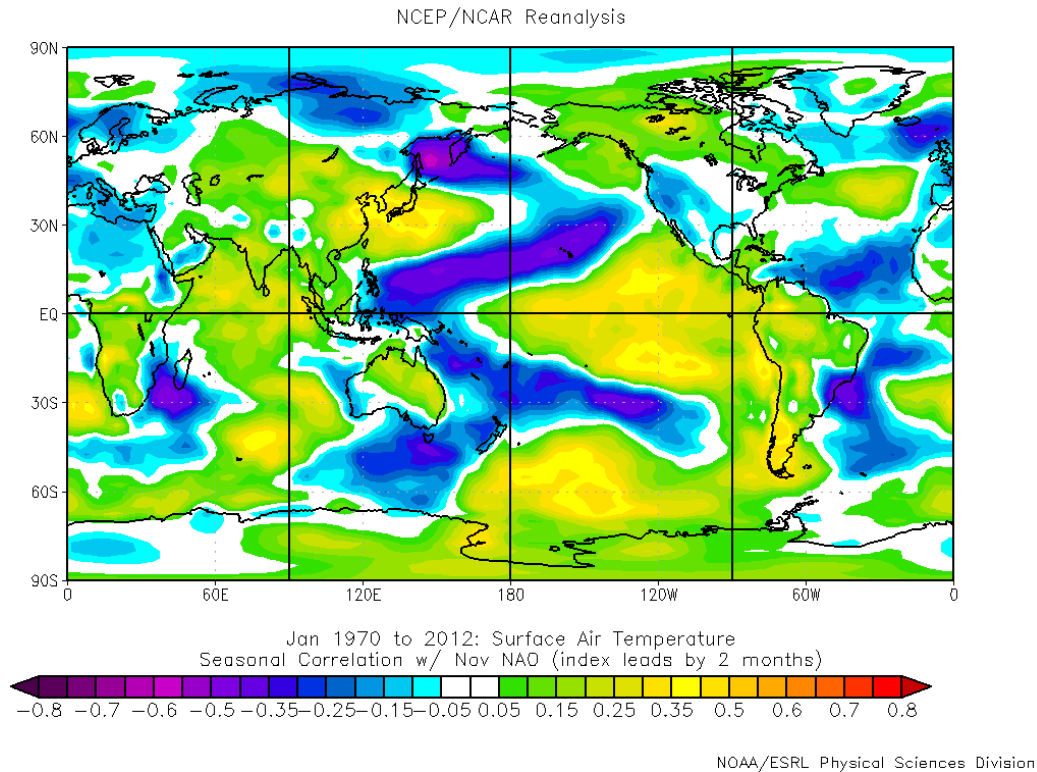 NCEP/NCAR Reanalysis
90N
60N
30N
EQ
30S
60S
90S
0 60E 120E 180 120W 60W 0
Jan 1970 to 2012: Surface Air Temperature
Seasonal Correlation w/ Nov NAO (index leads by 2 months)
-0.8 -0.7 -0.6 -0.5 -0.35 -0.25 -0.15 -0.05 0.05 0.15 0.25 0.35 0.5 0.6 0.7 0.8
NOAA/ESRL Physical Sciences Division